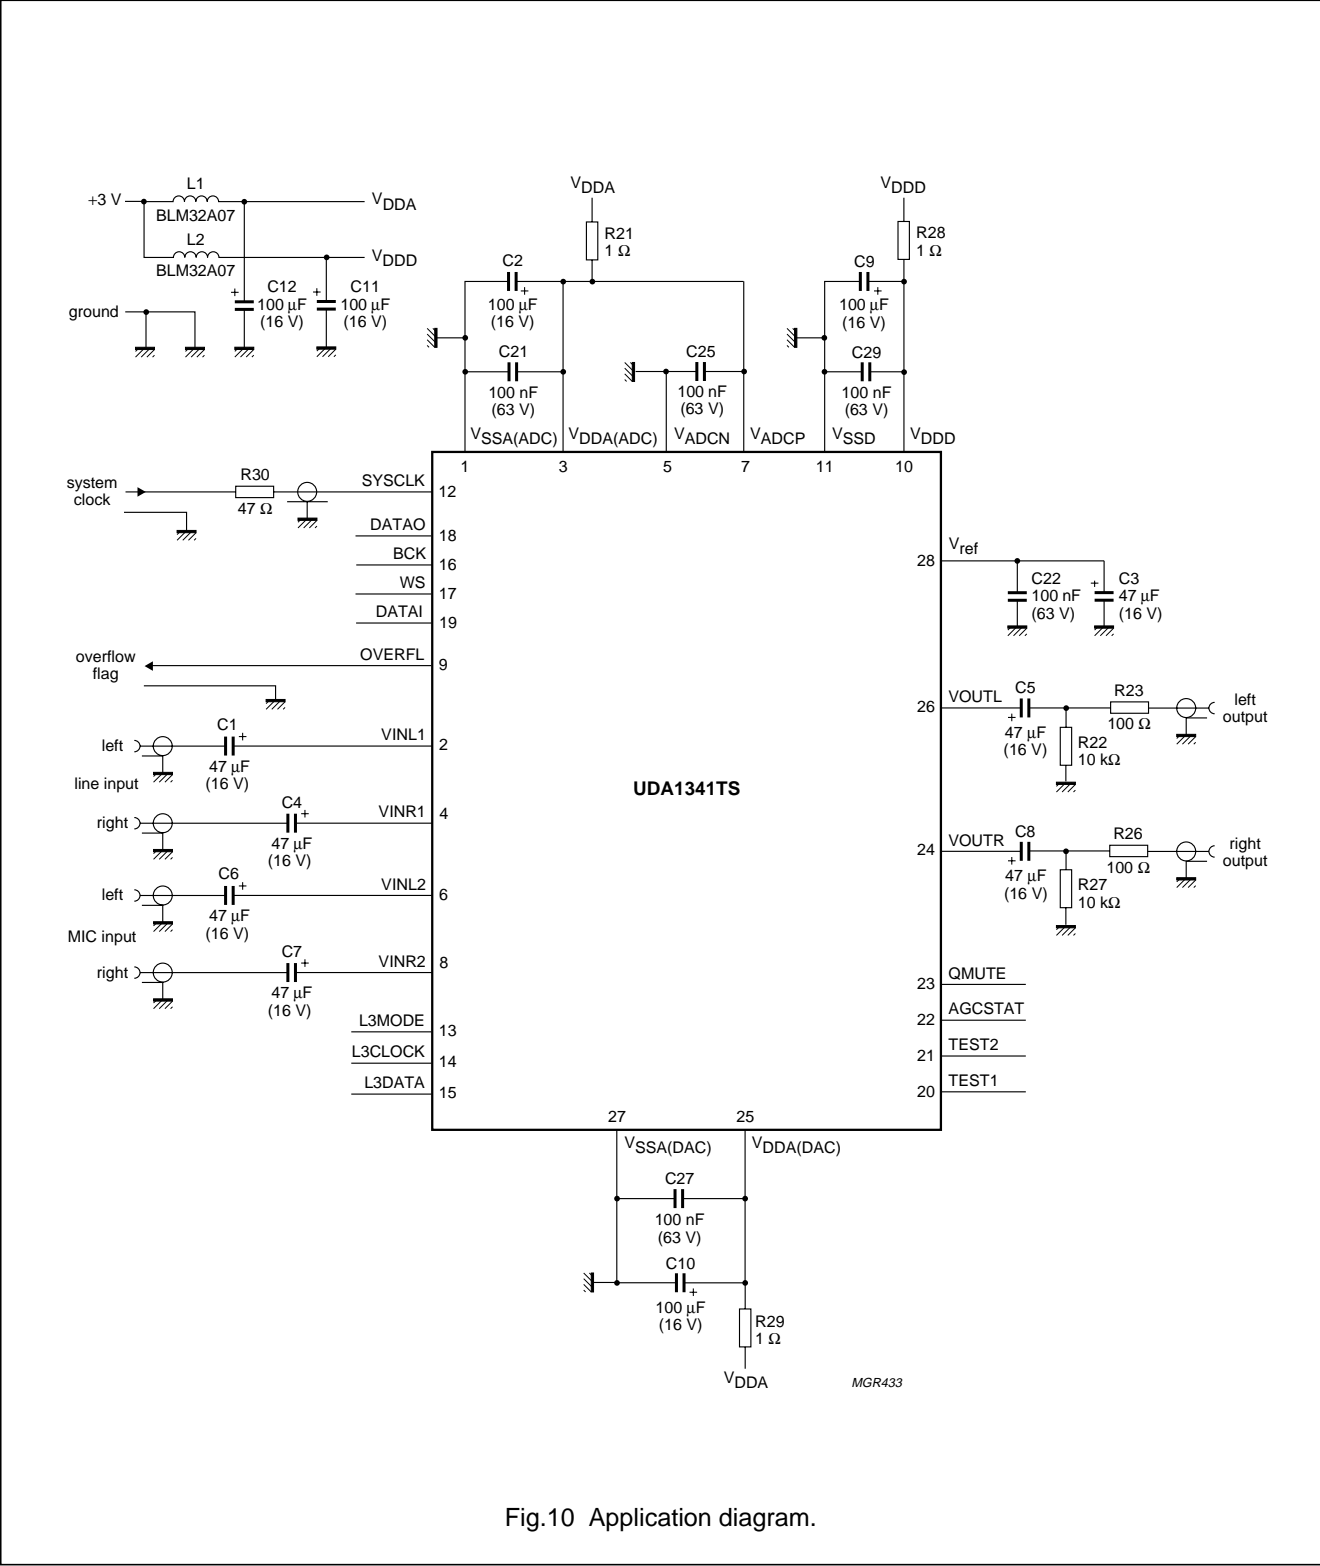 L1
+3 V
BLM32A07
VDDA
L2
BLM32A07
VDDD
C12
100 μF
(16 V)
+
C11
100 μF
(16 V)
+
ground
VDDA
R21
1 Ω
C2
+
100 μF
(16 V)
C21
100 nF
(63 V)
C25
100 nF
(63 V)
VDDD
R28
1 Ω
C9
+
100 μF
(16 V)
C29
100 nF
(63 V)
VSSA(ADC)
VDDA(ADC)
VADCN
VADCP
VSSD
VDDD
1
3
5
7
11
10
system
clock
R30
47 Ω
SYSCLK
12
DATAO
18
BCK
16
WS
17
DATAI
19
overflow
flag
OVERFL
9
left
C1
+
47 μF
(16 V)
VINL1
2
line input
right
C4
+
47 μF
(16 V)
VINR1
4
left
C6
+
47 μF
(16 V)
VINL2
6
MIC input
right
C7
+
47 μF
(16 V)
VINR2
8
L3MODE
13
L3CLOCK
14
L3DATA
15
UDA1341TS
28
Vref
C22
100 nF
(63 V)
+
C3
47 μF
(16 V)
26
VOUTL
C5
+
47 μF
(16 V)
R22
10 kΩ
R23
100 Ω
left
output
24
VOUTR
C8
+
47 μF
(16 V)
R27
10 kΩ
R26
100 Ω
right
output
23
QMUTE
22
AGCSTAT
21
TEST2
20
TEST1
27
25
VSSA(DAC)
VDDA(DAC)
C27
100 nF
(63 V)
C10
+
100 μF
(16 V)
R29
1 Ω
VDDA
MGR433
Fig.10 Application diagram.